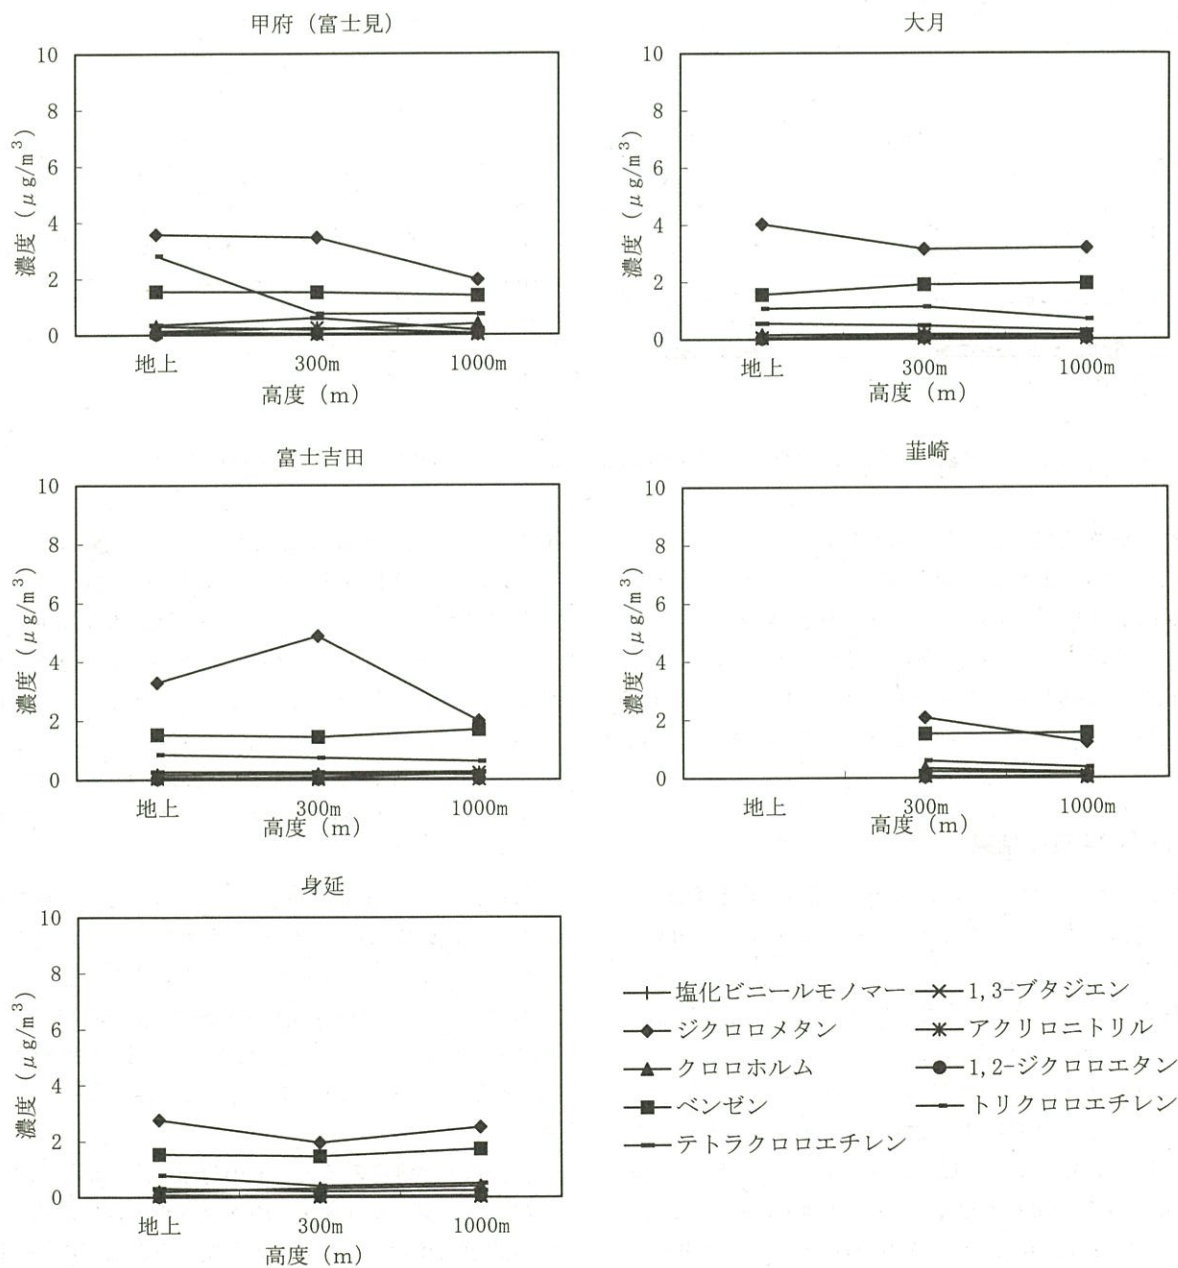 甲府（富士見）
10
8
6
4
2
0
濃度（μg/m³）
地上 300m 1000m
高度（m）
大月
10
8
6
4
2
0
濃度（μg/m³）
地上 300m 1000m
高度（m）
富士吉田
10
8
6
4
2
0
濃度（μg/m³）
地上 300m 1000m
高度（m）
韮崎
10
8
6
4
2
0
濃度（μg/m³）
地上 300m 1000m
高度（m）
身延
10
8
6
4
2
0
濃度（μg/m³）
地上 300m 1000m
高度（m）
塩化ビニールモノマー
1,3-ブタジエン
ジクロロメタン
アクリロニトリル
クロロホルム
1,2-ジクロロエタン
ベンゼン
トリクロロエチレン
テトラクロロエチレン